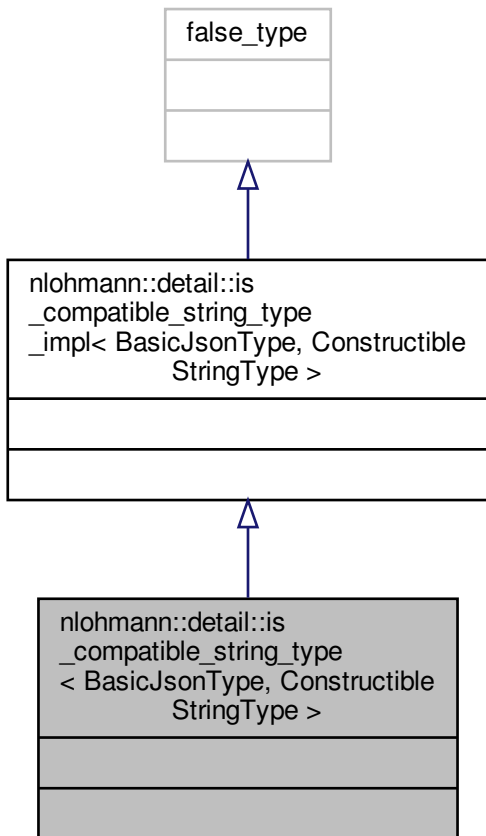 false_type
nlohmann::detail::is
_compatible_string_type
_impl< BasicJsonType, Constructible
StringType >
nlohmann::detail::is
_compatible_string_type
< BasicJsonType, Constructible
StringType >